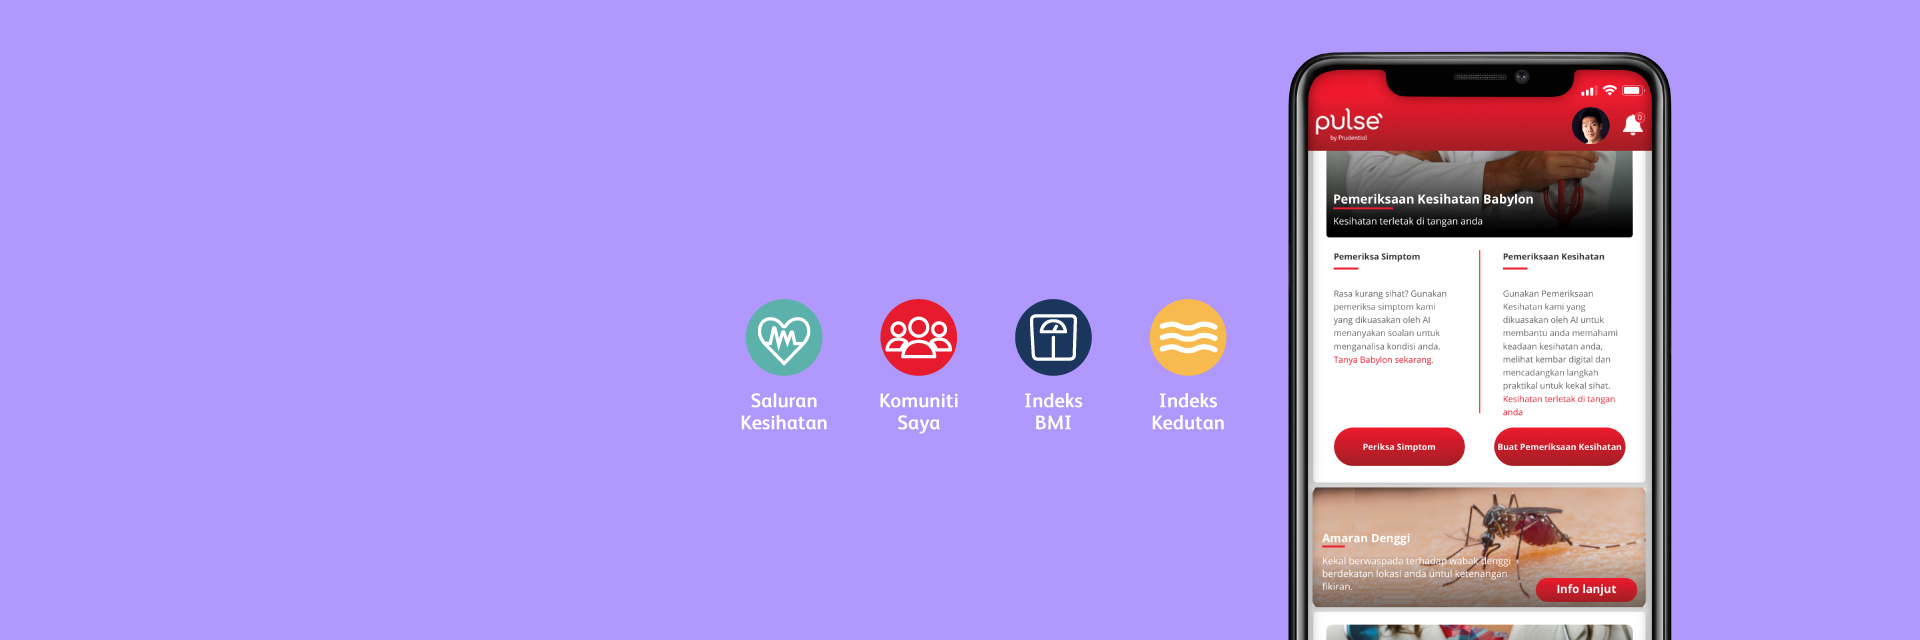 Saluran
Kesihatan
Komuniti
Saya
Indeks
BMI
Indeks
Kedutan
pulse
by Prudential
0
Pemeriksaan Kesihatan Babylon
Kesihatan terletak di tangan anda
Pemeriksa Simptom
Rasa kurang sihat? Gunakan
pemeriksa simptom kami
yang dikuasakan oleh AI
menanyakan soalan untuk
menganalisa kondisi anda.
Tanya Babylon sekarang.
Periksa Simptom
Pemeriksaan Kesihatan
Gunakan Pemeriksaan
Kesihatan kami yang
dikuasakan oleh AI untuk
membantu anda memahami
keadaan kesihatan anda,
melihat kembar digital dan
mencadangkan langkah
praktikal untuk kekal sihat.
Kesihatan terletak di tangan
anda
Buat Pemeriksaan Kesihatan
Amaran Denggi
Kekal berwaspada terhadap wabak denggi
berdekatan lokasi anda untul ketenangan
fikiran.
Info lanjut